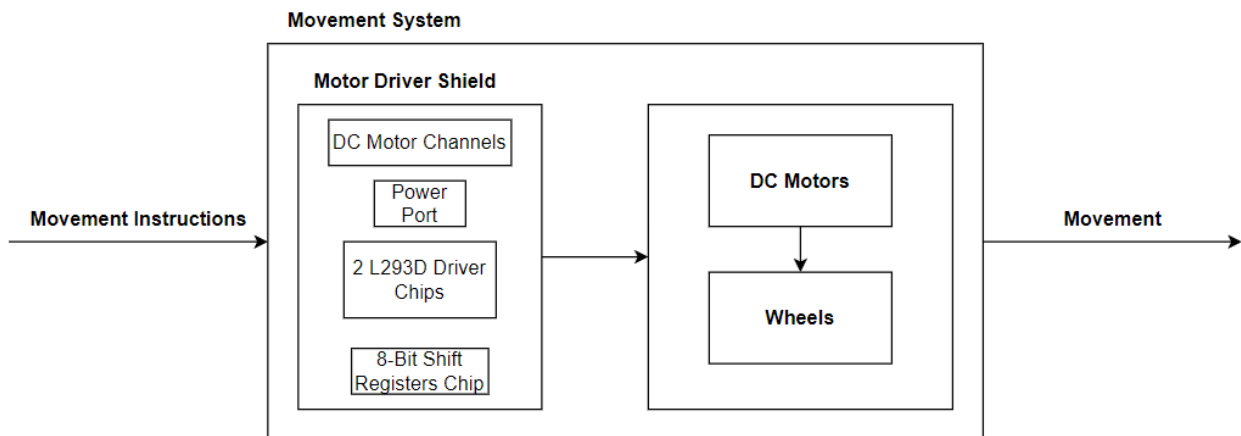 Movement System
Motor Driver Shield
DC Motor Channels
Power
Port
2 L293D Driver
Chips
8-Bit Shift
Registers Chip
Movement Instructions
DC Motors
Wheels
Movement